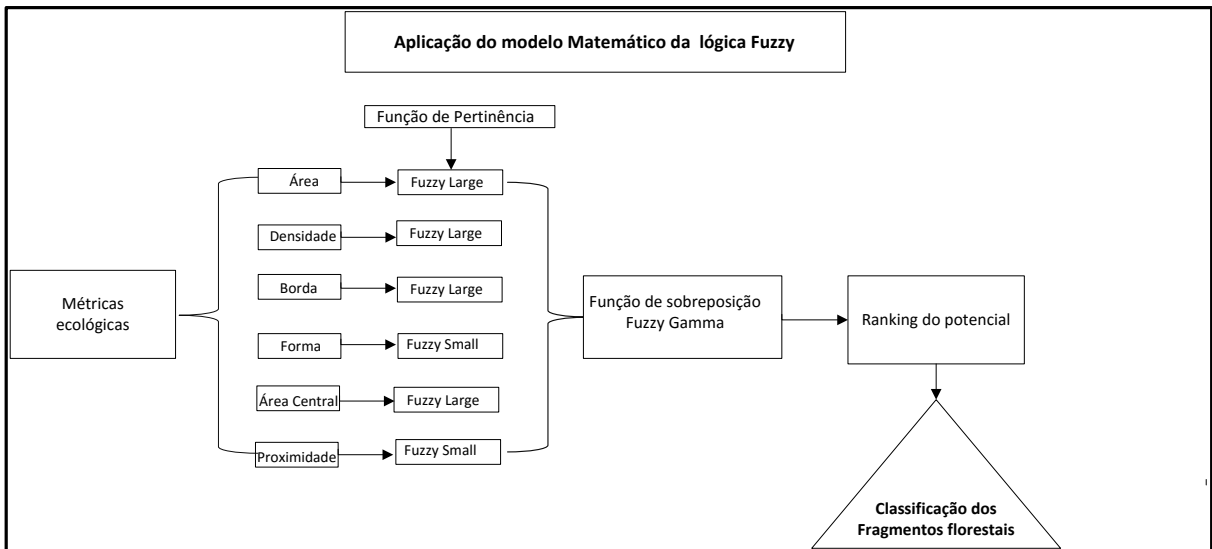 Aplicação do modelo Matemático da lógica Fuzzy
Função de Pertinência
Área
Fuzzy Large
Densidade
Fuzzy Large
Borda
Fuzzy Large
Métricas
ecológicas
Forma
Fuzzy Small
Área Central
Fuzzy Large
Proximidade
Fuzzy Small
Função de sobreposição
Fuzzy Gamma
Ranking do potencial
Classificação dos
Fragmentos florestais